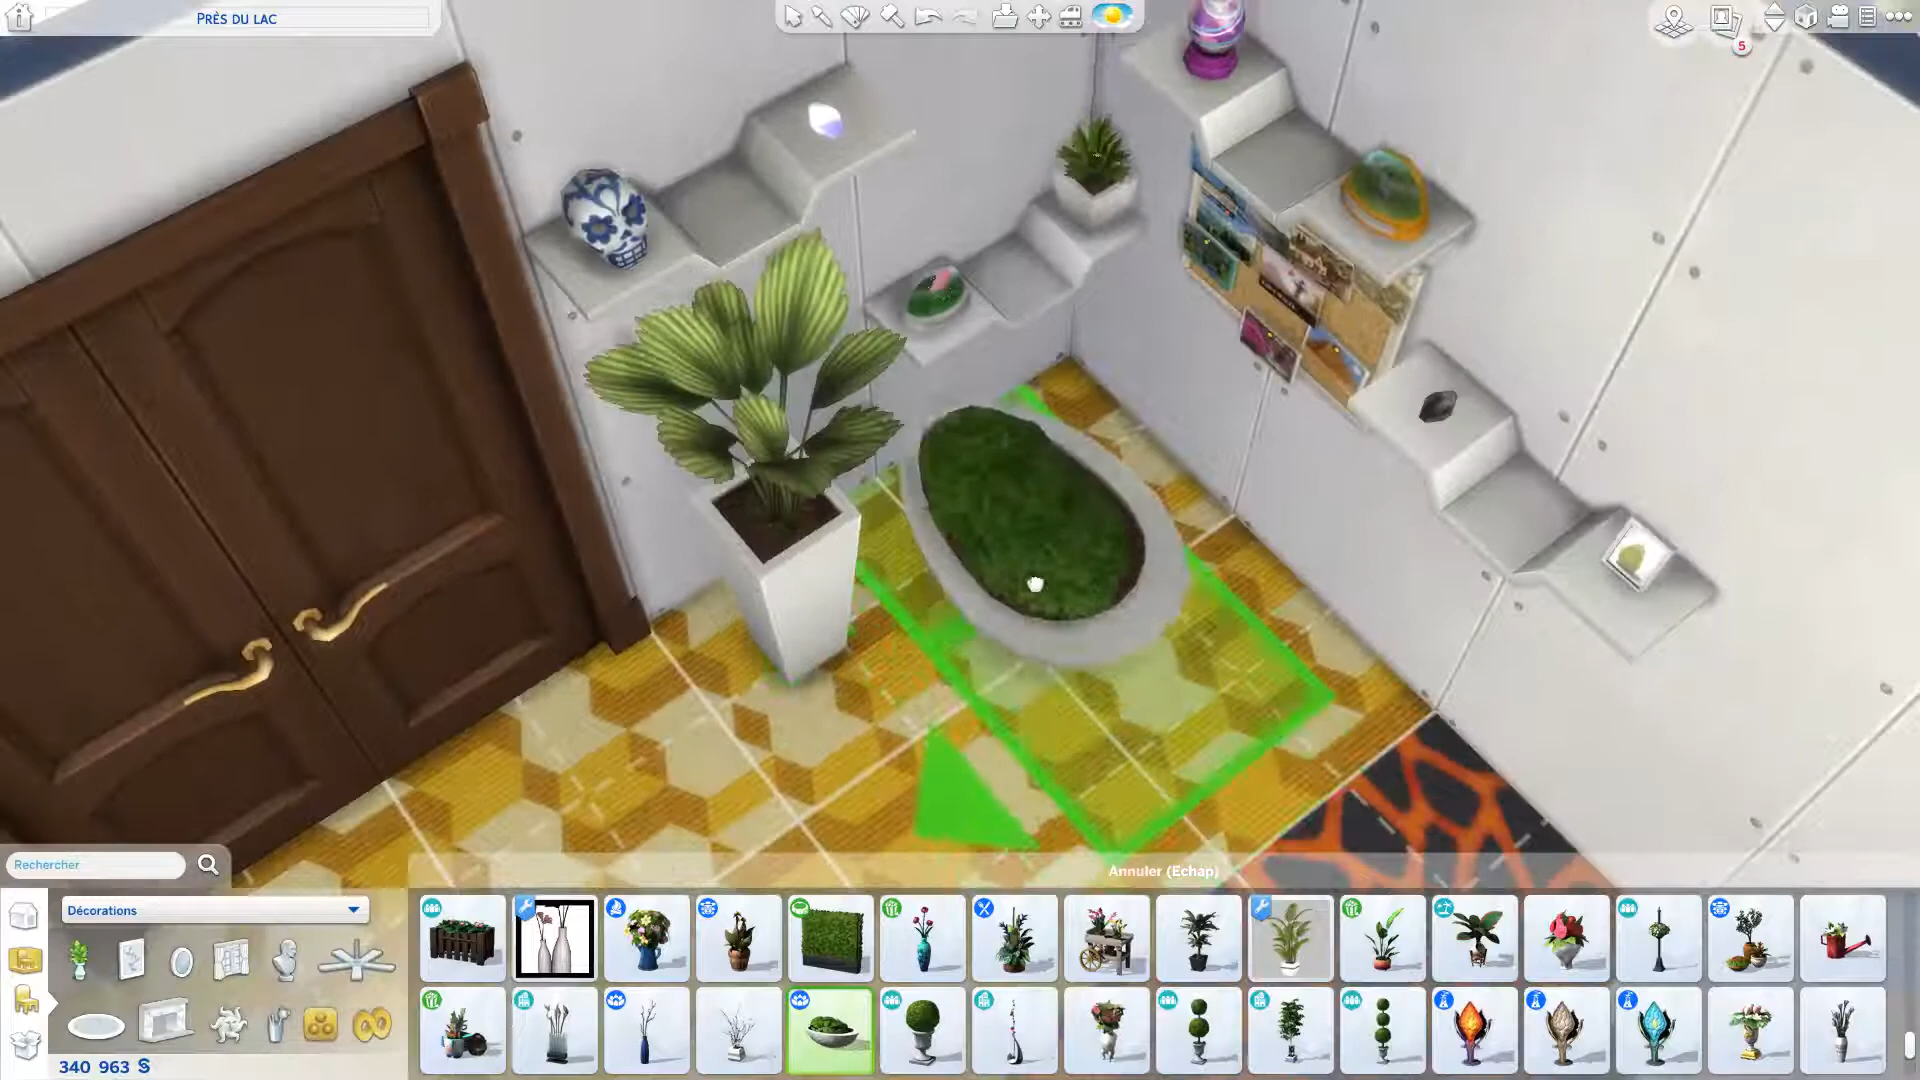 PRÈS DU LAC
5
Annuler (Echap)
Rechercher
Décorations
340 963 S